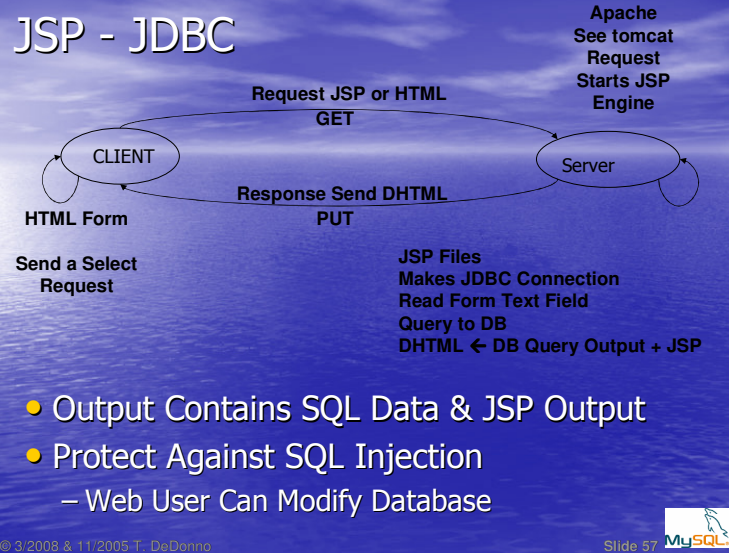 JSP - JDBC
Apache
See tomcat
Request
Starts JSP
Engine
Request JSP or HTML
GET
CLIENT
Server
Response Send DHTML
PUT
HTML Form
Send a Select
Request
JSP Files
Makes JDBC Connection
Read Form Text Field
Query to DB
DHTML ← DB Query Output + JSP
• Output Contains SQL Data & JSP Output
• Protect Against SQL Injection
– Web User Can Modify Database
© 3/2008 & 11/2005 T. DeDonno
Slide 57
MySQL